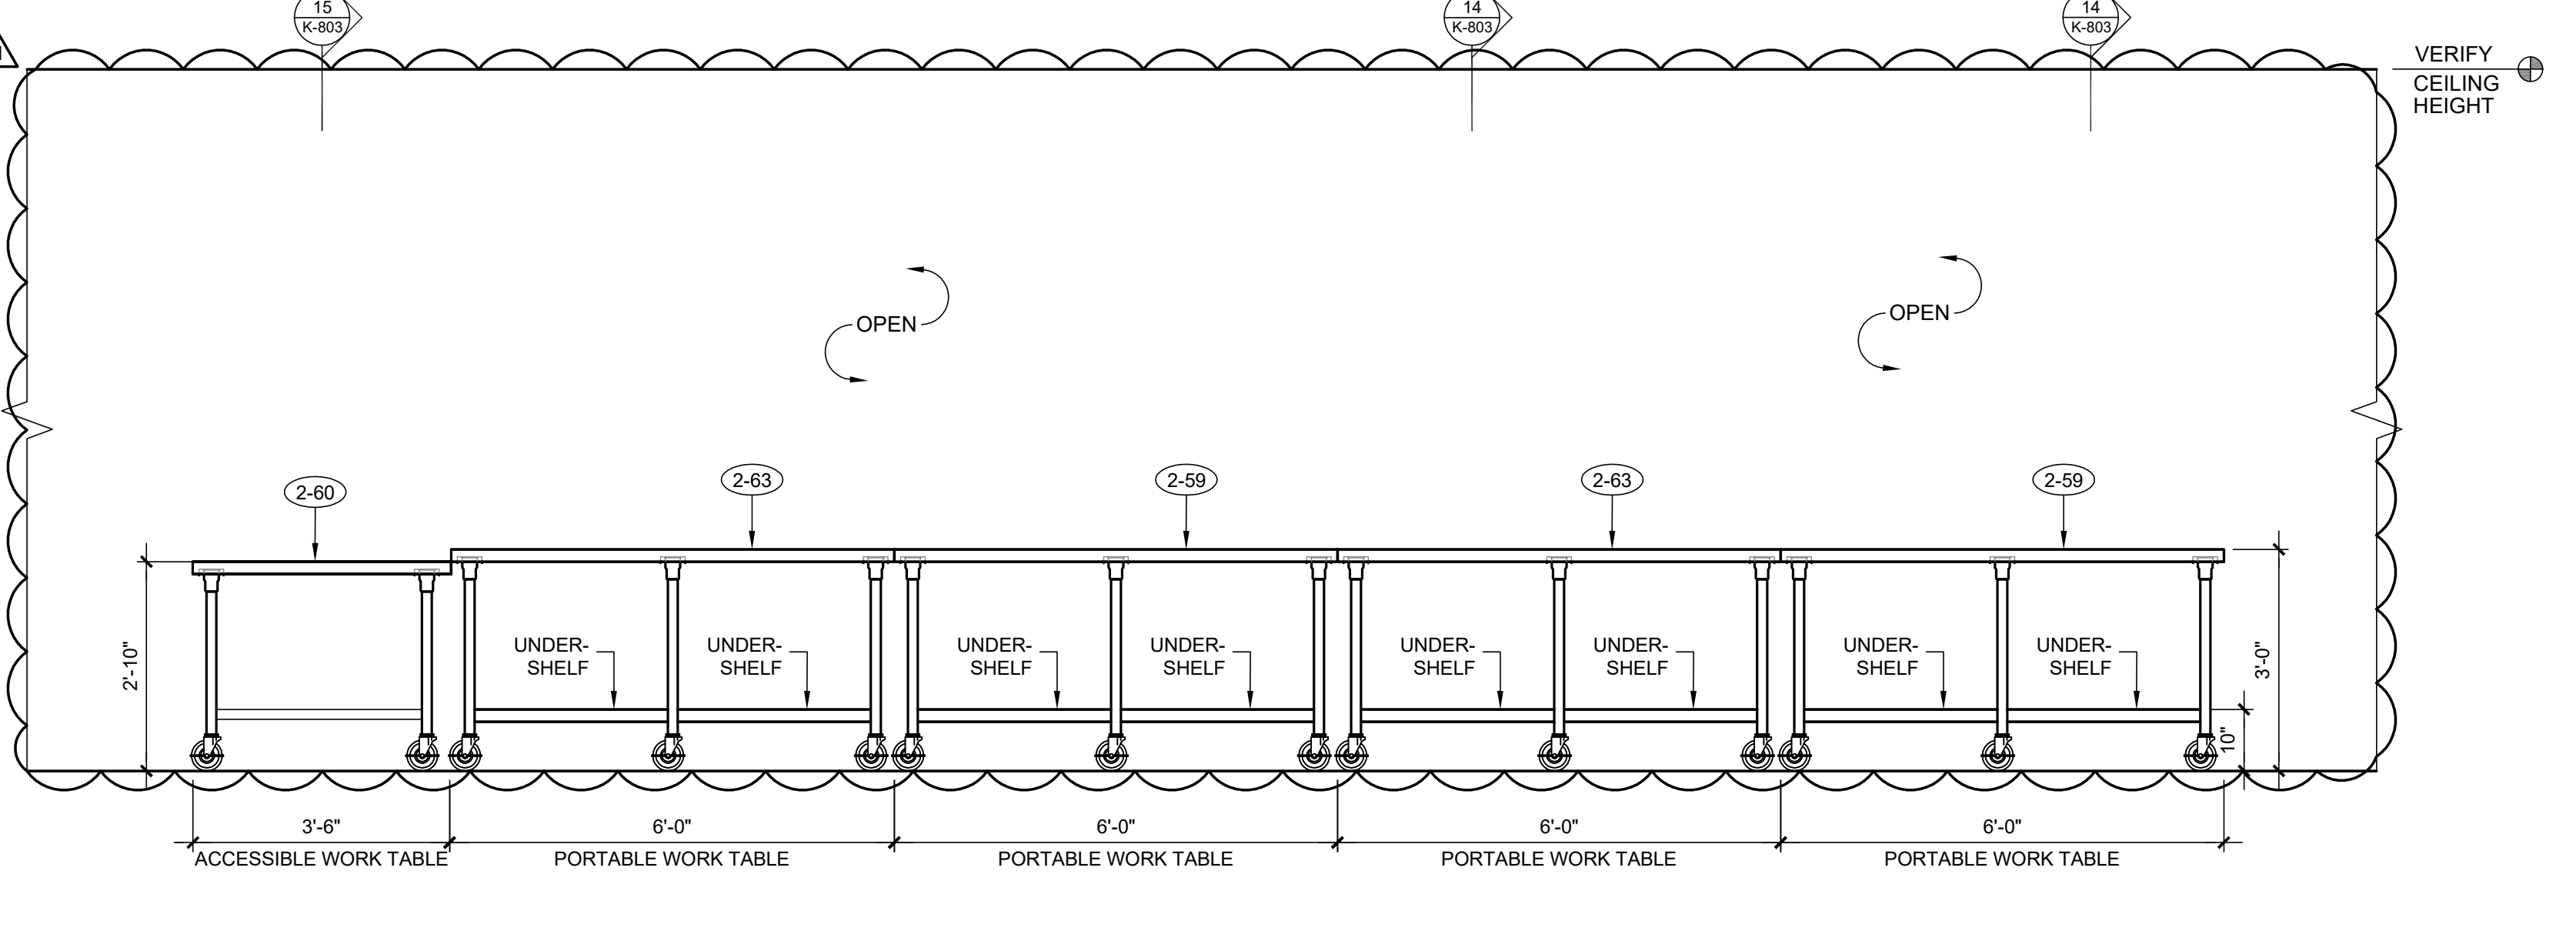 15
K-803
14
K-803
14
K-803
VERIFY
CEILING
HEIGHT
OPEN
OPEN
2-60
2-63
2-59
2-63
2-59
UNDER-
SHELF
UNDER-
SHELF
UNDER-
SHELF
UNDER-
SHELF
UNDER-
SHELF
UNDER-
SHELF
UNDER-
SHELF
UNDER-
SHELF
2'-10"
3'-0"
10"
3'-6"
6'-0"
6'-0"
6'-0"
6'-0"
ACCESSIBLE WORK TABLE
PORTABLE WORK TABLE
PORTABLE WORK TABLE
PORTABLE WORK TABLE
PORTABLE WORK TABLE